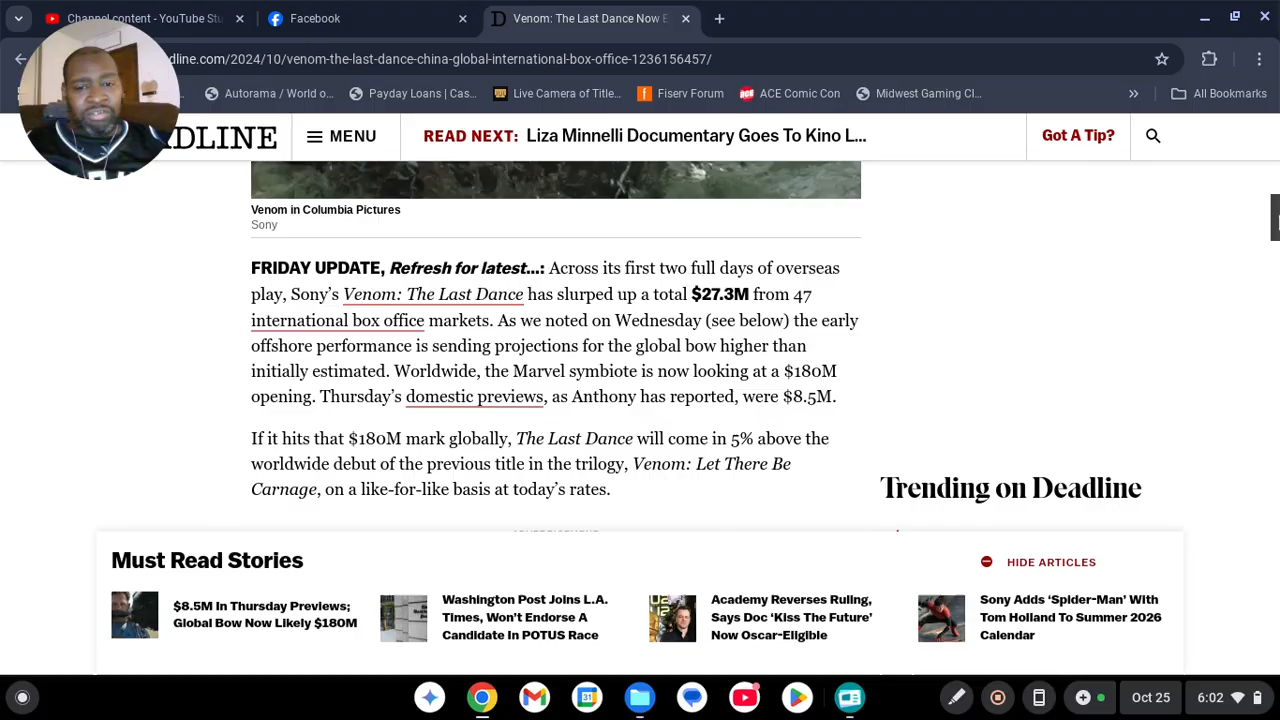 Channel content - YouTube Stu
Facebook
Venom: The Last Dance Now E
dline.com/2024/10/venom-the-last-dance-china-global-international-box-office-1236156457/
Autorama / World o...
Payday Loans | Cas...
Live Camera of Title...
Fiserv Forum
ACE Comic Con
Midwest Gaming Cl...
All Bookmarks
DLINE
MENU
READ NEXT: Liza Minnelli Documentary Goes To Kino L...
Got A Tip?
Venom in Columbia Pictures
Sony
FRIDAY UPDATE, Refresh for latest...: Across its first two full days of overseas
play, Sony's Venom: The Last Dance has slurped up a total $27.3M from 47
international box office markets. As we noted on Wednesday (see below) the early
offshore performance is sending projections for the global bow higher than
initially estimated. Worldwide, the Marvel symbiote is now looking at a $180M
opening. Thursday's domestic previews, as Anthony has reported, were $8.5M.
If it hits that $180M mark globally, The Last Dance will come in 5% above the
worldwide debut of the previous title in the trilogy, Venom: Let There Be
Carnage, on a like-for-like basis at today's rates.
Trending on Deadline
Must Read Stories
HIDE ARTICLES
$8.5M In Thursday Previews;
Global Bow Now Likely $180M
Washington Post Joins L.A.
Times, Won't Endorse A
Candidate In POTUS Race
Academy Reverses Ruling,
Says Doc 'Kiss The Future'
Now Oscar-Eligible
Sony Adds 'Spider-Man' With
Tom Holland To Summer 2026
Calendar
Oct 25
6:02